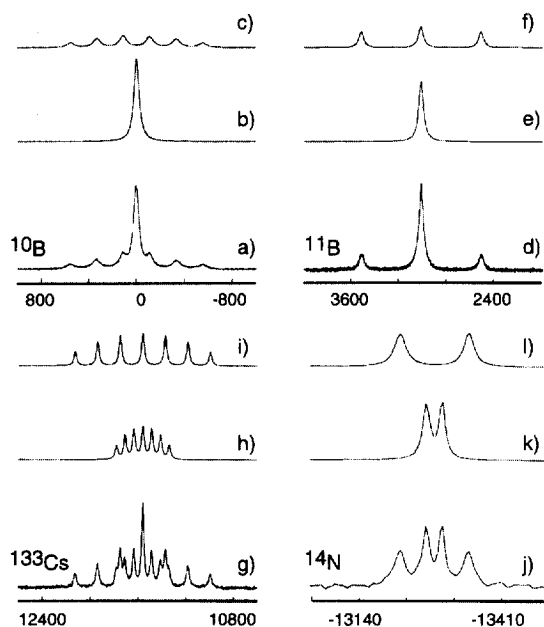 c)
f)
b)
e)
10B
a)
11B
d)
800 0 -800
3600 2400
i)
l)
h)
k)
133Cs
g)
14N
j)
12400 10800
-13140 -13410